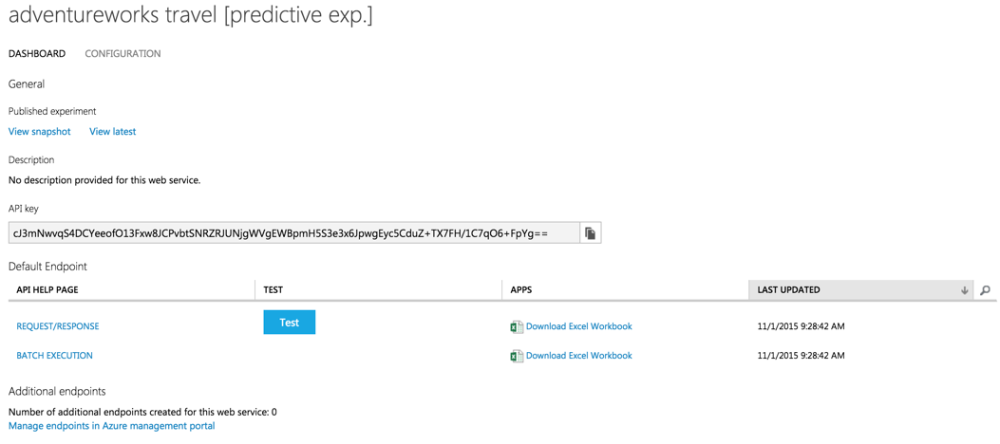 adventureworks travel [predictive exp.]
DASHBOARD CONFIGURATION
General
Published experiment
View snapshot View latest
Description
No description provided for this web service.
API key
cJ3mNwvqS4DCYeeofO13Fxw8JCPvbtSNRZRJUNjgWVgEWBpmH5S3e3x6JpwgEyc5CduZ+TX7FH/1C7qO6+FpYg==
Default Endpoint
API HELP PAGE TEST APPS LAST UPDATED
REQUEST/RESPONSE Test Download Excel Workbook 11/1/2015 9:28:42 AM
BATCH EXECUTION Download Excel Workbook 11/1/2015 9:28:42 AM
Additional endpoints
Number of additional endpoints created for this web service: 0
Manage endpoints in Azure management portal